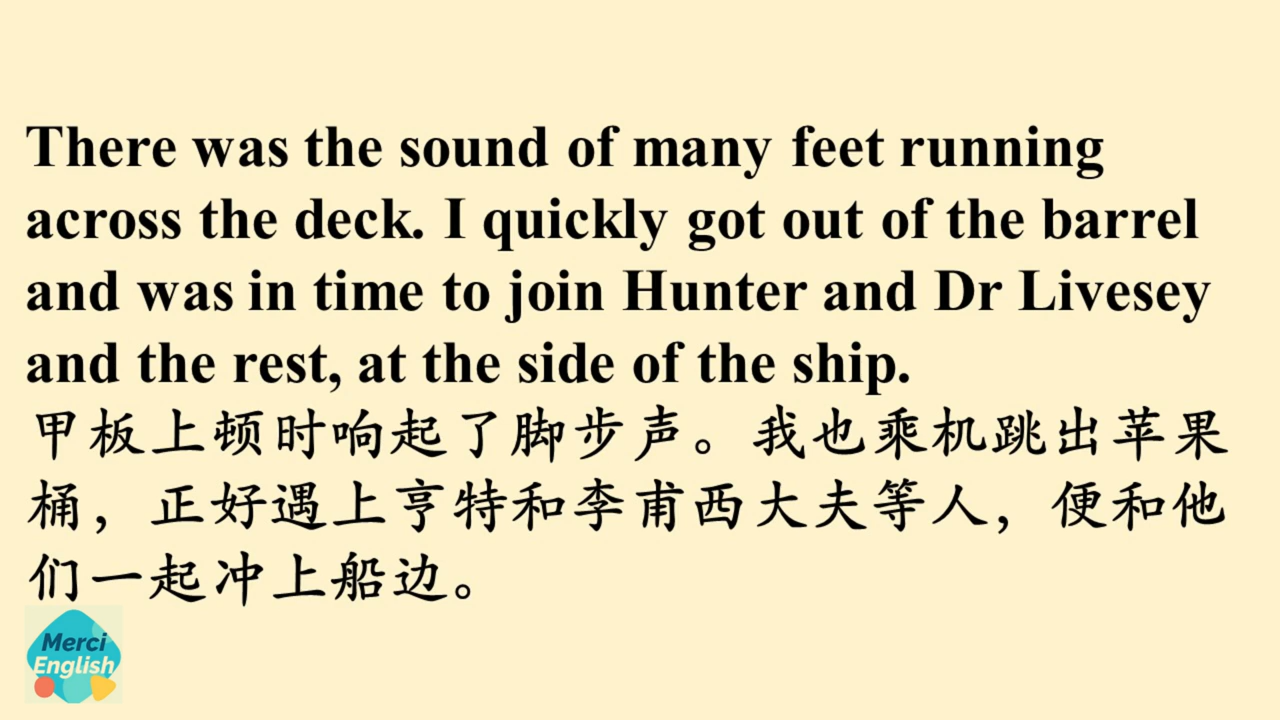 There was the sound of many feet running
across the deck. I quickly got out of the barrel
and was in time to join Hunter and Dr Livesey
and the rest, at the side of the ship.
甲板上顿时响起了脚步声。我也乘机跳出苹果
桶，正好遇上亨特和李甫西大夫等人，便和他
们一起冲上船边。
Merci
English